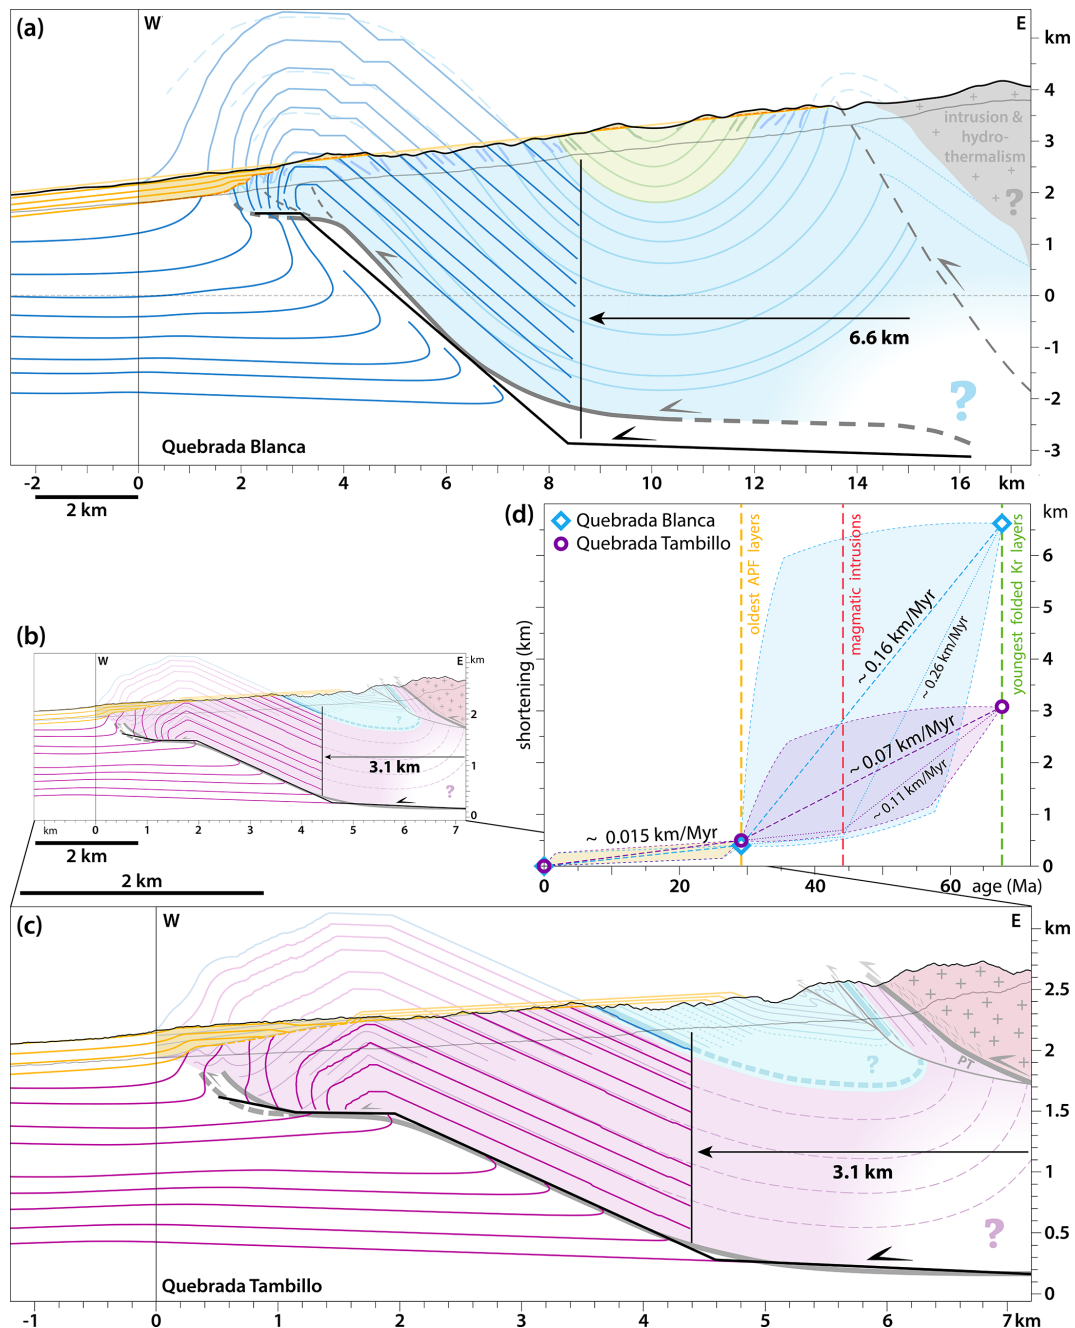 (a)
W
E
km
4
3
2
1
0
-1
-2
-3
intrusion &
hydro-
thermalism
?
6.6 km
?
Quebrada Blanca
-2
0
2
4
6
8
10
12
14
16
km
2 km
(d)
Quebrada Blanca
Quebrada Tambillo
km
6
5
4
3
2
1
0
shortening (km)
oldest APF layers
magmatic intrusions
youngest folded Kr layers
~ 0.16 km/Myr
~ 0.26 km/Myr
~ 0.07 km/Myr
~ 0.11 km/Myr
~ 0.015 km/Myr
0
20
40
60
age (Ma)
(b)
W
E
km
2
1
0
?
3.1 km
?
km
0
1
2
3
4
5
6
7
2 km
2 km
(c)
W
E
km
2.5
2
1.5
1
0.5
0
?
PT
3.1 km
?
Quebrada Tambillo
-1
0
1
2
3
4
5
6
7 km